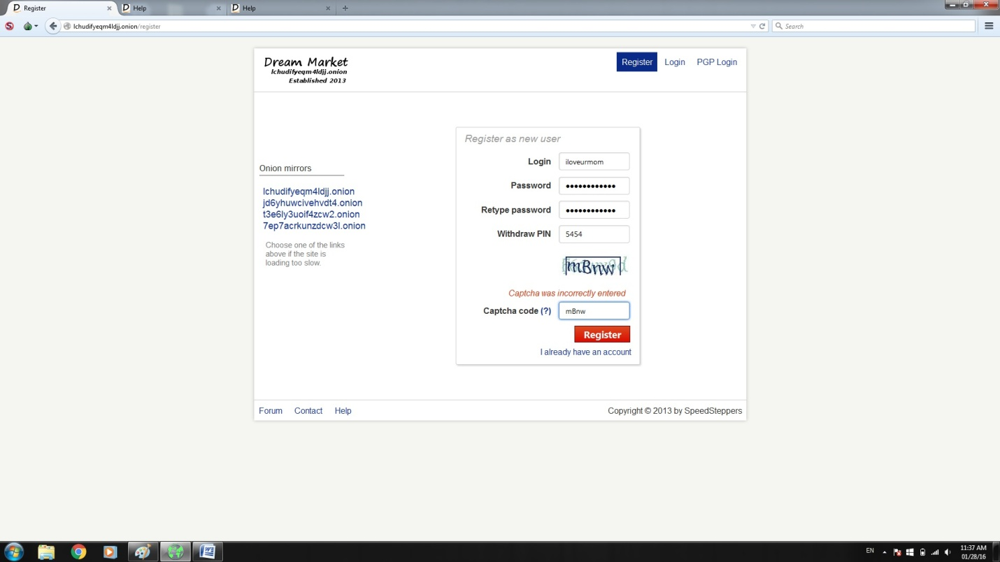 Register
Help
Help
lchudifyeqm4ldjj.onion/register
Search
Dream Market
lchudifyeqm4ldjj.onion
Established 2013
Register Login PGP Login
Register as new user
Login iloveurmom
Password ●●●●●●●●●●●●
Retype password ●●●●●●●●●●●●
Withdraw PIN 5454
mBnw
Captcha was incorrectly entered
Captcha code (?) mBnw
Register
I already have an account
Onion mirrors
lchudifyeqm4ldjj.onion
jd6yhuwcivehvdt4.onion
t3e6ly3uoif4zcw2.onion
7ep7acrkunzdcw3l.onion
Choose one of the links
above if the site is
loading too slow.
Forum Contact Help
Copyright © 2013 by SpeedSteppers
EN
11:37 AM
01/28/16